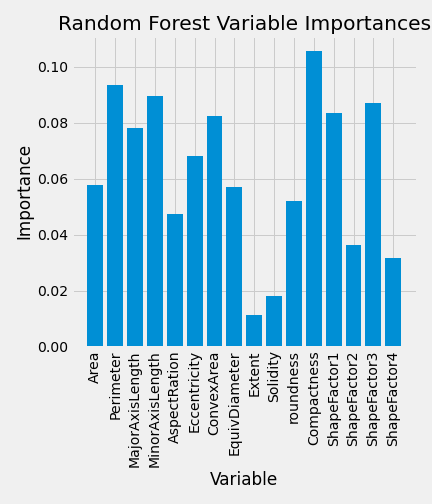 Random Forest Variable Importances
0.10
0.08
0.06
0.04
0.02
0.00
Importance
Area
Perimeter
MajorAxisLength
MinorAxisLength
AspectRation
Eccentricity
ConvexArea
EquivDiameter
Extent
Solidity
roundness
Compactness
ShapeFactor1
ShapeFactor2
ShapeFactor3
ShapeFactor4
Variable